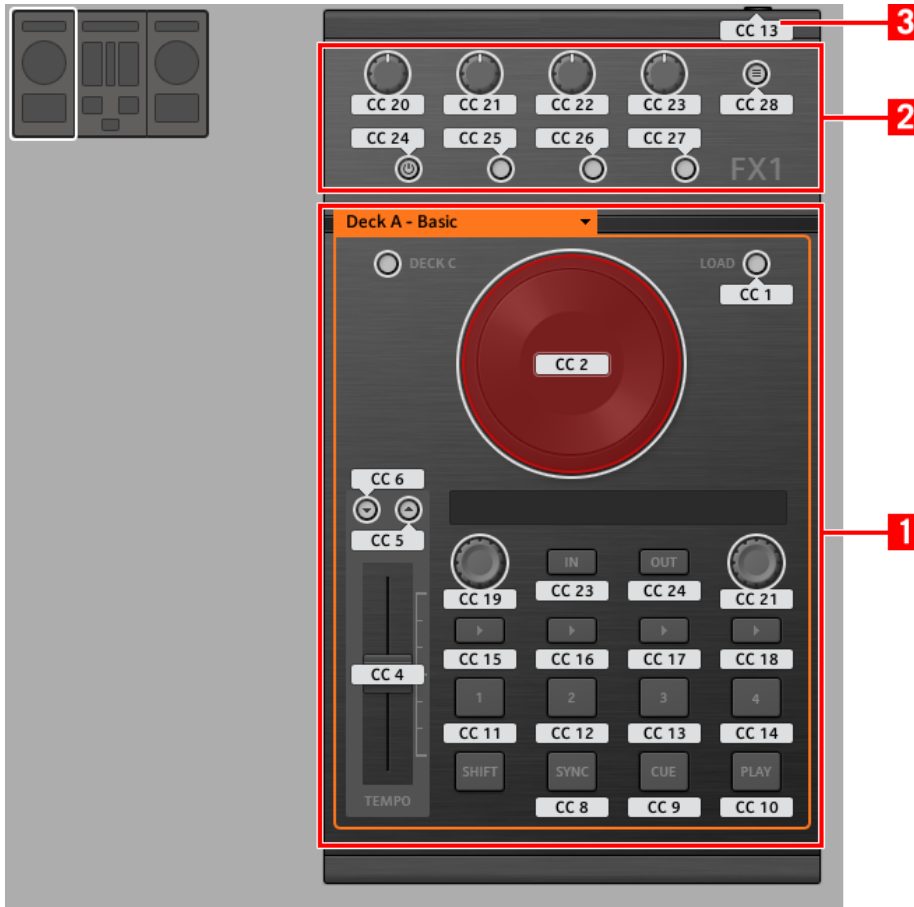 CC 13
3
CC 20 CC 21 CC 22 CC 23 CC 28
2
CC 24 CC 25 CC 26 CC 27
FX1
Deck A - Basic
DECK C LOAD
CC 1
CC 2
CC 6
1
CC 5
IN OUT
CC 19 CC 23 CC 24 CC 21
CC 15 CC 16 CC 17 CC 18
CC 4
1 2 3 4
CC 11 CC 12 CC 13 CC 14
SHIFT SYNC CUE PLAY
TEMPO
CC 8 CC 9 CC 10